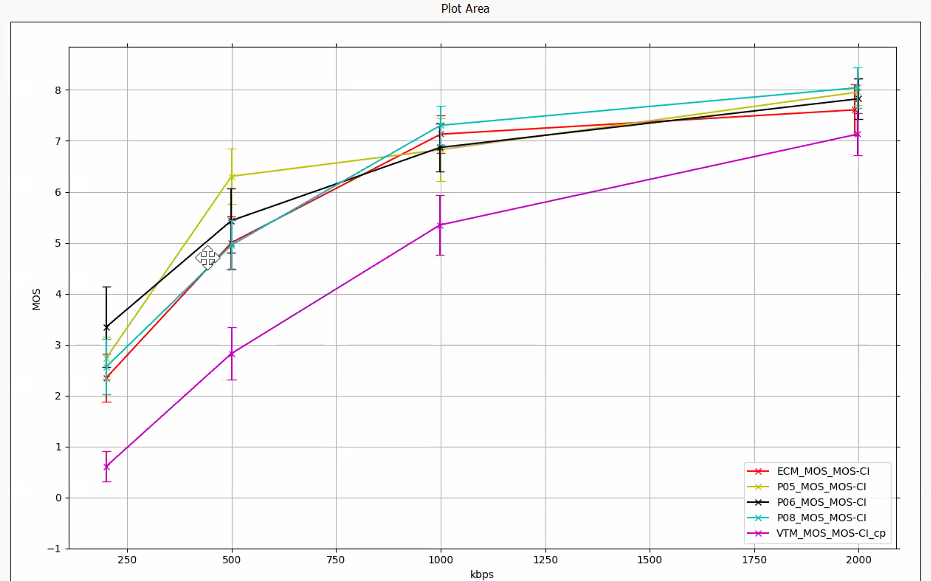 Plot Area
8
7
6
5
4
3
2
1
0
−1
MOS
250
500
750
1000
1250
1500
1750
2000
kbps
ECM_MOS_MOS-CI
P05_MOS_MOS-CI
P06_MOS_MOS-CI
P08_MOS_MOS-CI
VTM_MOS_MOS-CI_cp